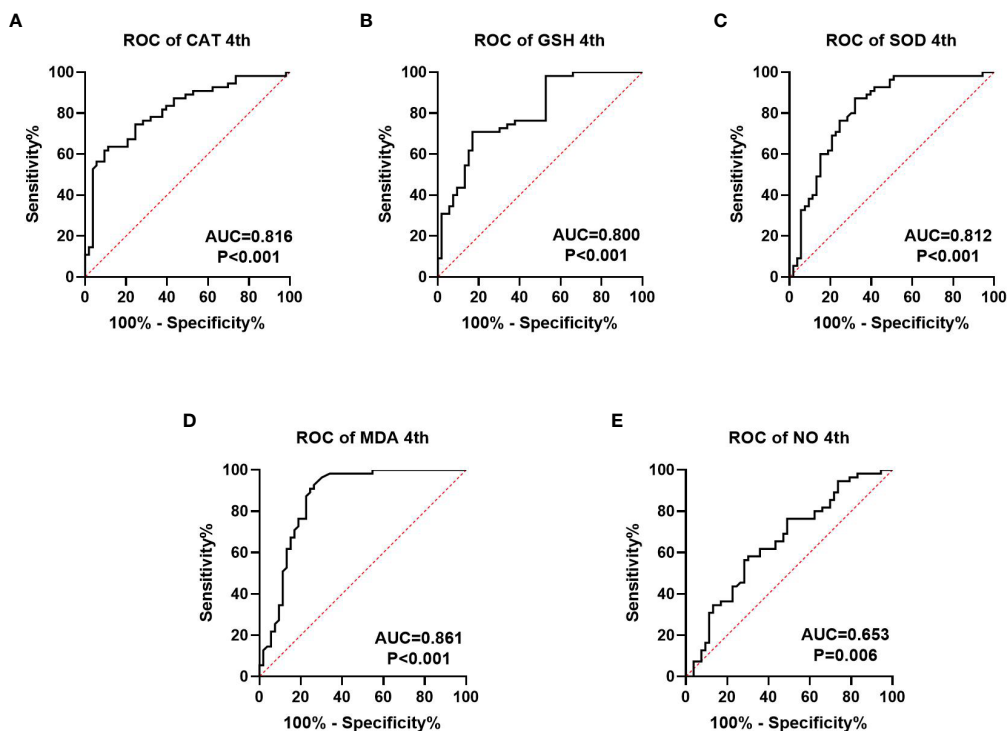 A
ROC of CAT 4th
100
80
60
40
20
0
Sensitivity%
AUC=0.816
P<0.001
0 20 40 60 80 100
100% - Specificity%
B
ROC of GSH 4th
100
80
60
40
20
0
Sensitivity%
AUC=0.800
P<0.001
0 20 40 60 80 100
100% - Specificity%
C
ROC of SOD 4th
100
80
60
40
20
0
Sensitivity%
AUC=0.812
P<0.001
0 20 40 60 80 100
100% - Specificity%
D
ROC of MDA 4th
100
80
60
40
20
0
Sensitivity%
AUC=0.861
P<0.001
0 20 40 60 80 100
100% - Specificity%
E
ROC of NO 4th
100
80
60
40
20
0
Sensitivity%
AUC=0.653
P=0.006
0 20 40 60 80 100
100% - Specificity%